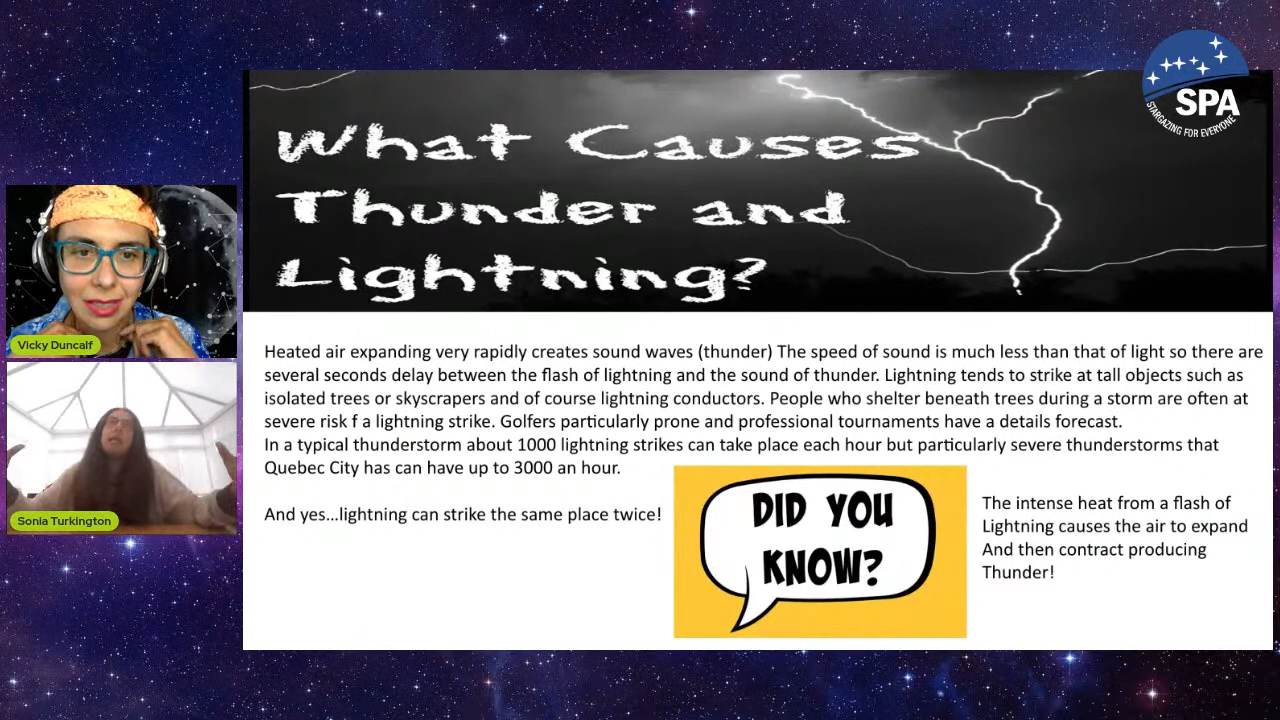 SPA
STARGAZING FOR EVERYONE
What Causes
Thunder and
Lightning?
Vicky Duncalf
Sonia Turkington
Heated air expanding very rapidly creates sound waves (thunder) The speed of sound is much less than that of light so there are
several seconds delay between the flash of lightning and the sound of thunder. Lightning tends to strike at tall objects such as
isolated trees or skyscrapers and of course lightning conductors. People who shelter beneath trees during a storm are often at
severe risk f a lightning strike. Golfers particularly prone and professional tournaments have a details forecast.
In a typical thunderstorm about 1000 lightning strikes can take place each hour but particularly severe thunderstorms that
Quebec City has can have up to 3000 an hour.
And yes...lightning can strike the same place twice!
DID YOU
KNOW?
The intense heat from a flash of
Lightning causes the air to expand
And then contract producing
Thunder!